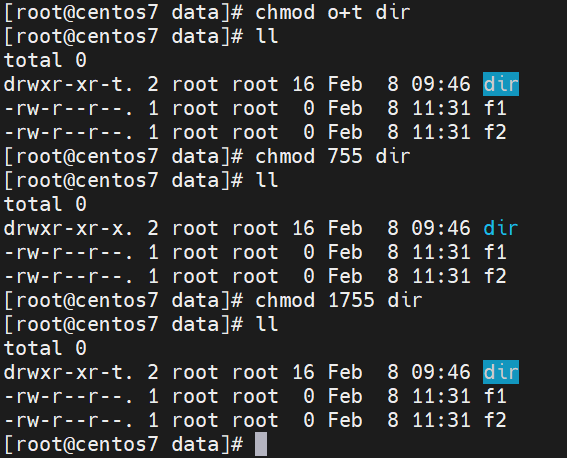 [root@centos7 data]# chmod o+t dir
[root@centos7 data]# ll
total 0
drwxr-xr-t. 2 root root 16 Feb  8 09:46 dir
-rw-r--r--. 1 root root  0 Feb  8 11:31 f1
-rw-r--r--. 1 root root  0 Feb  8 11:31 f2
[root@centos7 data]# chmod 755 dir
[root@centos7 data]# ll
total 0
drwxr-xr-x. 2 root root 16 Feb  8 09:46 dir
-rw-r--r--. 1 root root  0 Feb  8 11:31 f1
-rw-r--r--. 1 root root  0 Feb  8 11:31 f2
[root@centos7 data]# chmod 1755 dir
[root@centos7 data]# ll
total 0
drwxr-xr-t. 2 root root 16 Feb  8 09:46 dir
-rw-r--r--. 1 root root  0 Feb  8 11:31 f1
-rw-r--r--. 1 root root  0 Feb  8 11:31 f2
[root@centos7 data]#